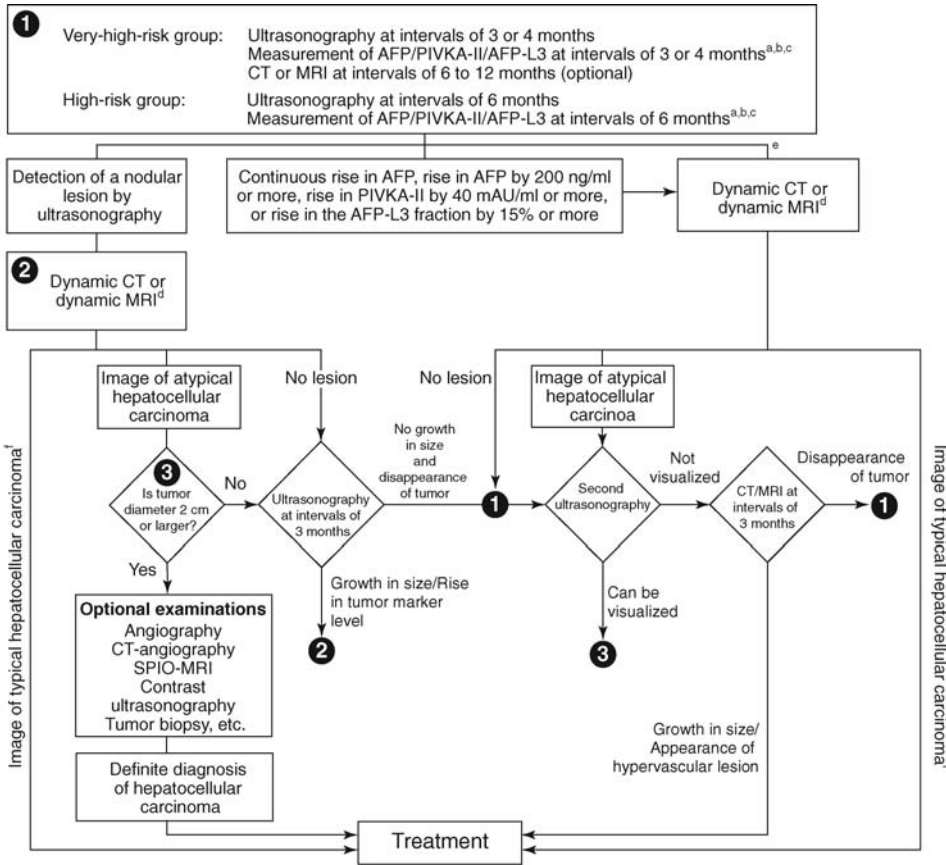 1
Very-high-risk group: Ultrasonography at intervals of 3 or 4 months
Measurement of AFP/PIVKA-II/AFP-L3 at intervals of 3 or 4 monthsa,b,c
CT or MRI at intervals of 6 to 12 months (optional)
High-risk group: Ultrasonography at intervals of 6 months
Measurement of AFP/PIVKA-II/AFP-L3 at intervals of 6 monthsa,b,c
Detection of a nodular
lesion by
ultrasonography
Continuous rise in AFP, rise in AFP by 200 ng/ml
or more, rise in PIVKA-II by 40 mAU/ml or more,
or rise in the AFP-L3 fraction by 15% or more
e
Dynamic CT or
dynamic MRId
2
Dynamic CT or
dynamic MRId
Image of typical hepatocellular carcinomaf
Image of atypical
hepatocellular
carcinoma
No lesion
No lesion
Image of atypical
hepatocellular
carcinoa
3
Is tumor
diameter 2 cm
or larger?
No
Ultrasonography
at intervals of
3 months
No growth
in size
and
disappearance
of tumor
1
Second
ultrasonography
Not
visualized
CT/MRI at
intervals of
3 months
Disappearance
of tumor
1
Yes
Growth in size/Rise
in tumor marker
level
2
Can be
visualized
3
Optional examinations
Angiography
CT-angiography
SPIO-MRI
Contrast
ultrasonography
Tumor biopsy, etc.
Growth in size/
Appearance of
hypervascular lesion
Definite diagnosis
of hepatocellular
carcinoma
Treatment
Image of typical hepatocellular carcinoma